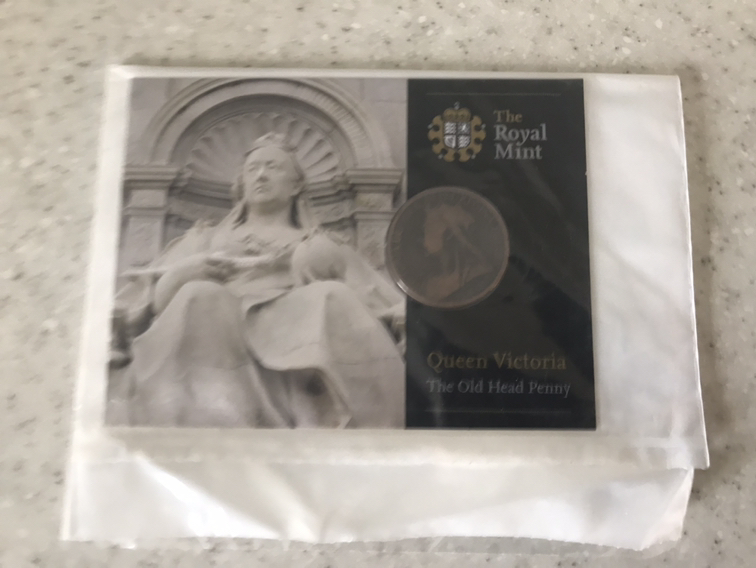 The
Royal
Mint
Queen Victoria
The Old Head Penny